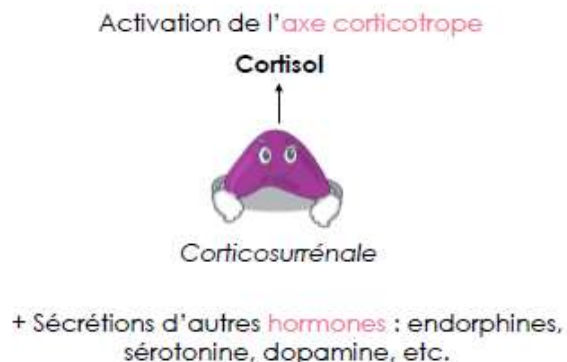 Activation de l'axe corticotrope
Cortisol
Corticosurrénale
+ Sécrétions d'autres hormones : endorphines,
sérotonine, dopamine, etc.